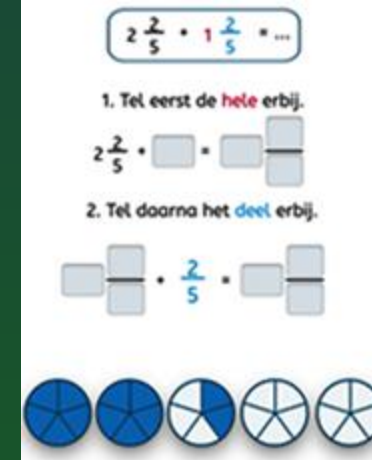 2 2/5 + 1 2/5 = ...
1. Tel eerst de hele erbij.
2 2/5 + =
2. Tel daarna het deel erbij.
+ 2/5 =